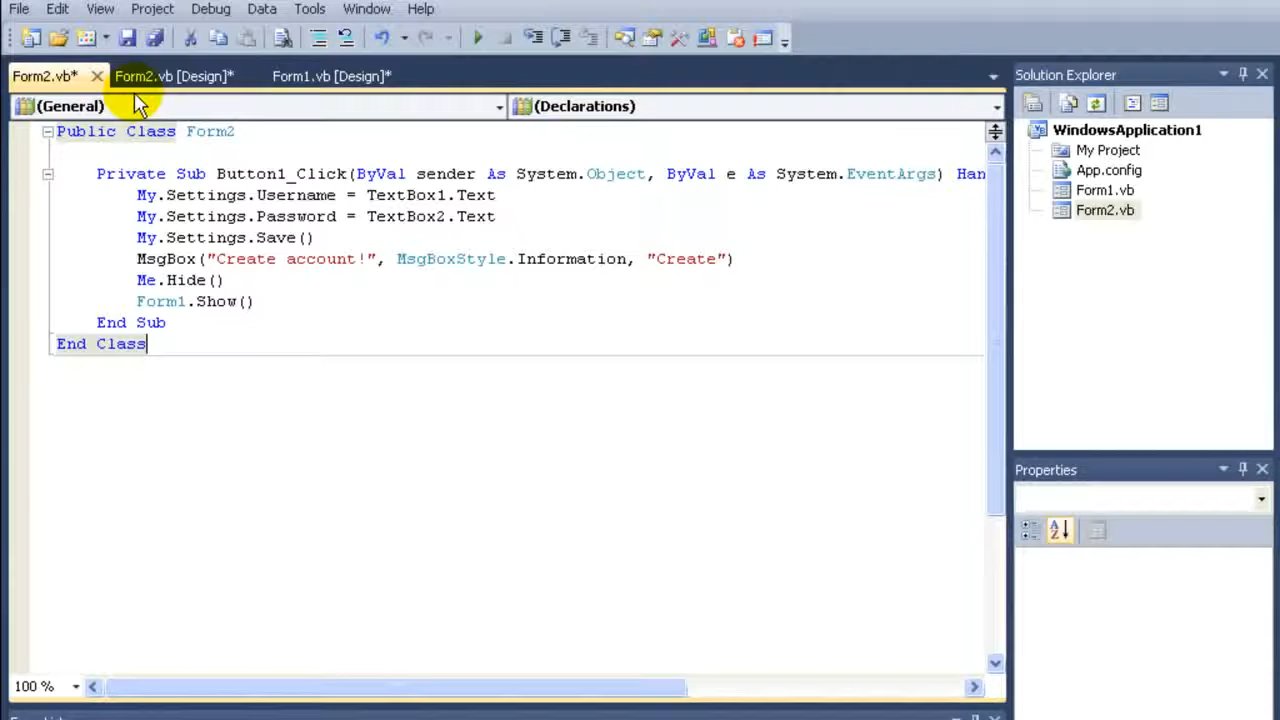 File Edit View Project Debug Data Tools Window Help
Form2.vb* Form2.vb [Design]* Form1.vb [Design]*
(General) (Declarations)
Public Class Form2
Private Sub Button1_Click(ByVal sender As System.Object, ByVal e As System.EventArgs) Han
My.Settings.Username = TextBox1.Text
My.Settings.Password = TextBox2.Text
My.Settings.Save()
MsgBox("Create account!", MsgBoxStyle.Information, "Create")
Me.Hide()
Form1.Show()
End Sub
End Class
100 %
Solution Explorer
WindowsApplication1
My Project
App.config
Form1.vb
Form2.vb
Properties